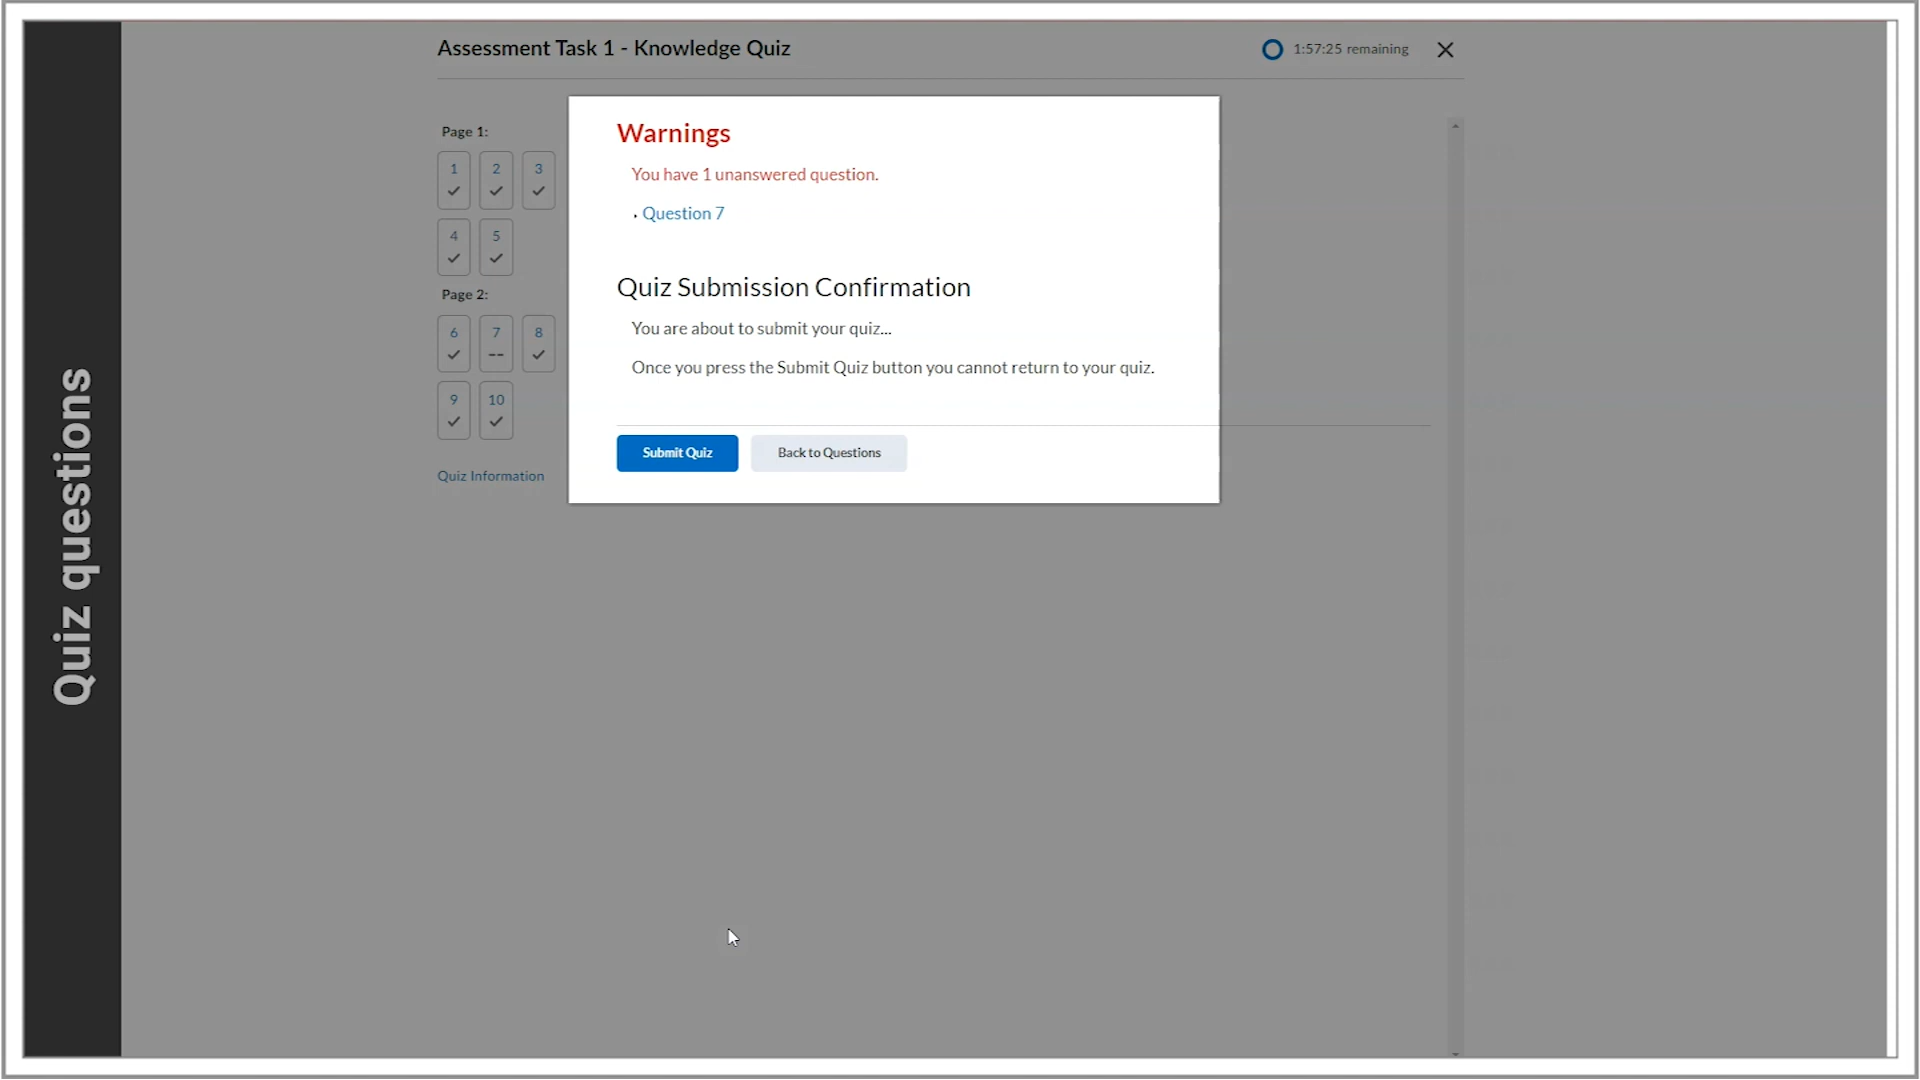 Quiz questions
Assessment Task 1 - Knowledge Quiz
1:57:25 remaining
Page 1:
1 2 3
4 5
Page 2:
6 7 8
--
9 10
Quiz Information
Warnings
You have 1 unanswered question.
Question 7
Quiz Submission Confirmation
You are about to submit your quiz...
Once you press the Submit Quiz button you cannot return to your quiz.
Submit Quiz
Back to Questions